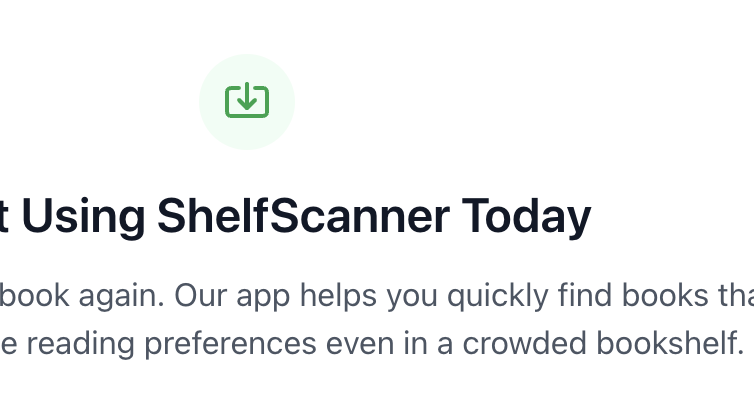 t Using ShelfScanner Today
book again. Our app helps you quickly find books tha
e reading preferences even in a crowded bookshelf.